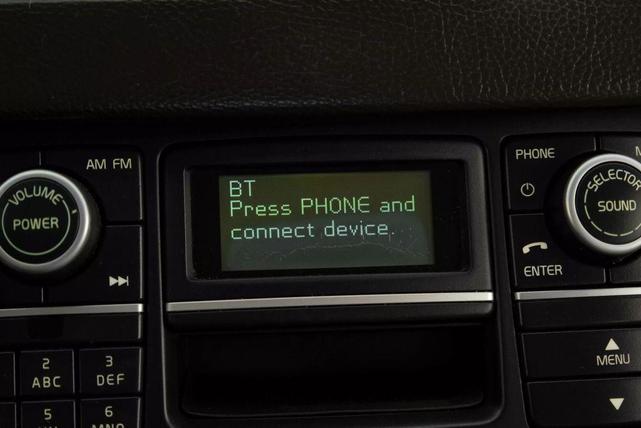 AM FM
VOLUME
POWER
BT
Press PHONE and
connect device
PHONE
SELECTOR
SOUND
ENTER
MENU
2
ABC
3
DEF
5
6